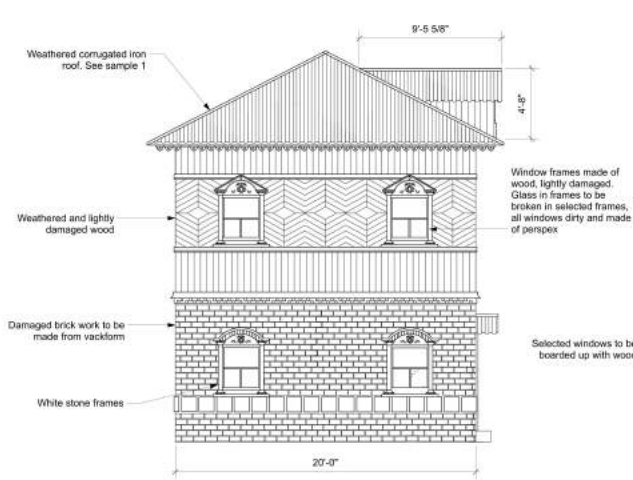 9'-5 5/8"
Weathered corrugated iron
roof. See sample 1
4'-8"
Window frames made of
wood, lightly damaged.
Glass in frames to be
broken in selected frames,
all windows dirty and made
of perspex
Weathered and lightly
damaged wood
Damaged brick work to be
made from vackform
Selected windows to be
boarded up with wood
White stone frames
20'-0"